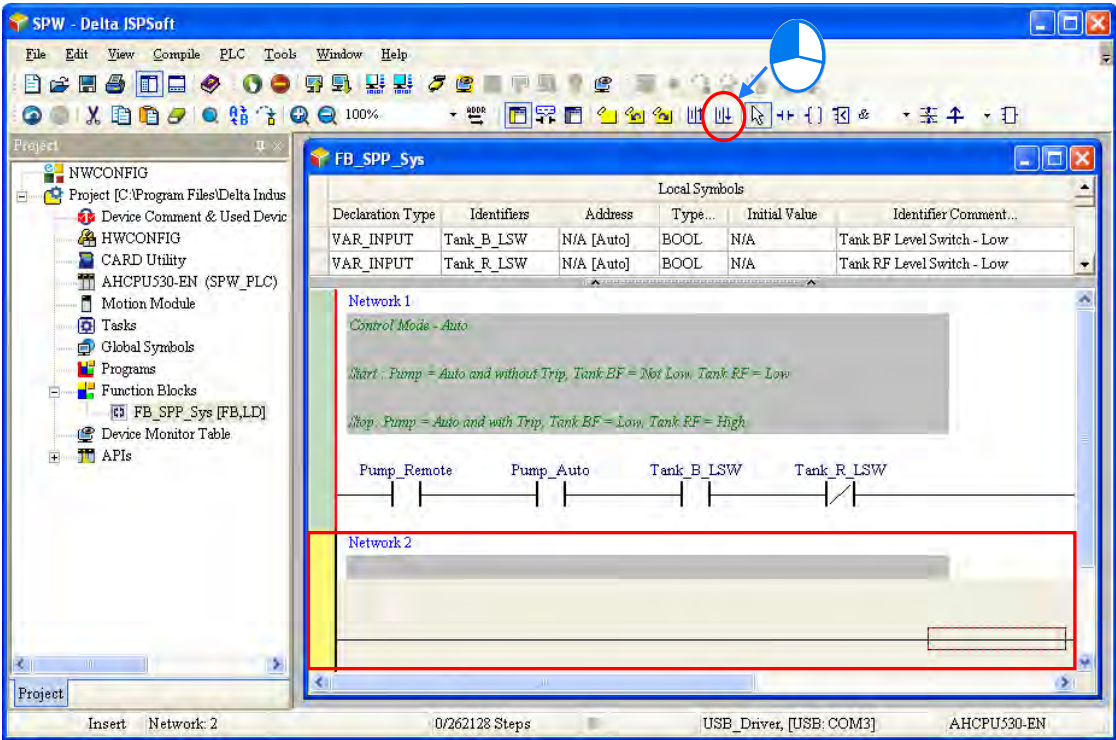 SPW - Delta ISPSoft
File Edit View Compile PLC Tools Window Help
100%
ADDR
Project
NWCONFIG
Project [C:\Program Files\Delta Indus
Device Comment & Used Devic
HWCONFIG
CARD Utility
AHCPU530-EN (SPW_PLC)
Motion Module
Tasks
Global Symbols
Programs
Function Blocks
FB_SPP_Sys [FB,LD]
Device Monitor Table
APIs
Project
FB_SPP_Sys
Local Symbols
Declaration Type Identifiers Address Type... Initial Value Identifier Comment...
VAR_INPUT Tank_B_LSW N/A [Auto] BOOL N/A Tank BF Level Switch - Low
VAR_INPUT Tank_R_LSW N/A [Auto] BOOL N/A Tank RF Level Switch - Low
Network 1
Control Mode - Auto
Start : Pump = Auto and without Trip, Tank BF = Not Low, Tank RF = Low
Stop : Pump = Auto and with Trip, Tank BF = Low, Tank RF = High
Pump_Remote Pump_Auto Tank_B_LSW Tank_R_LSW
Network 2
Insert Network: 2 0/262128 Steps USB_Driver, [USB: COM3] AHCPU530-EN